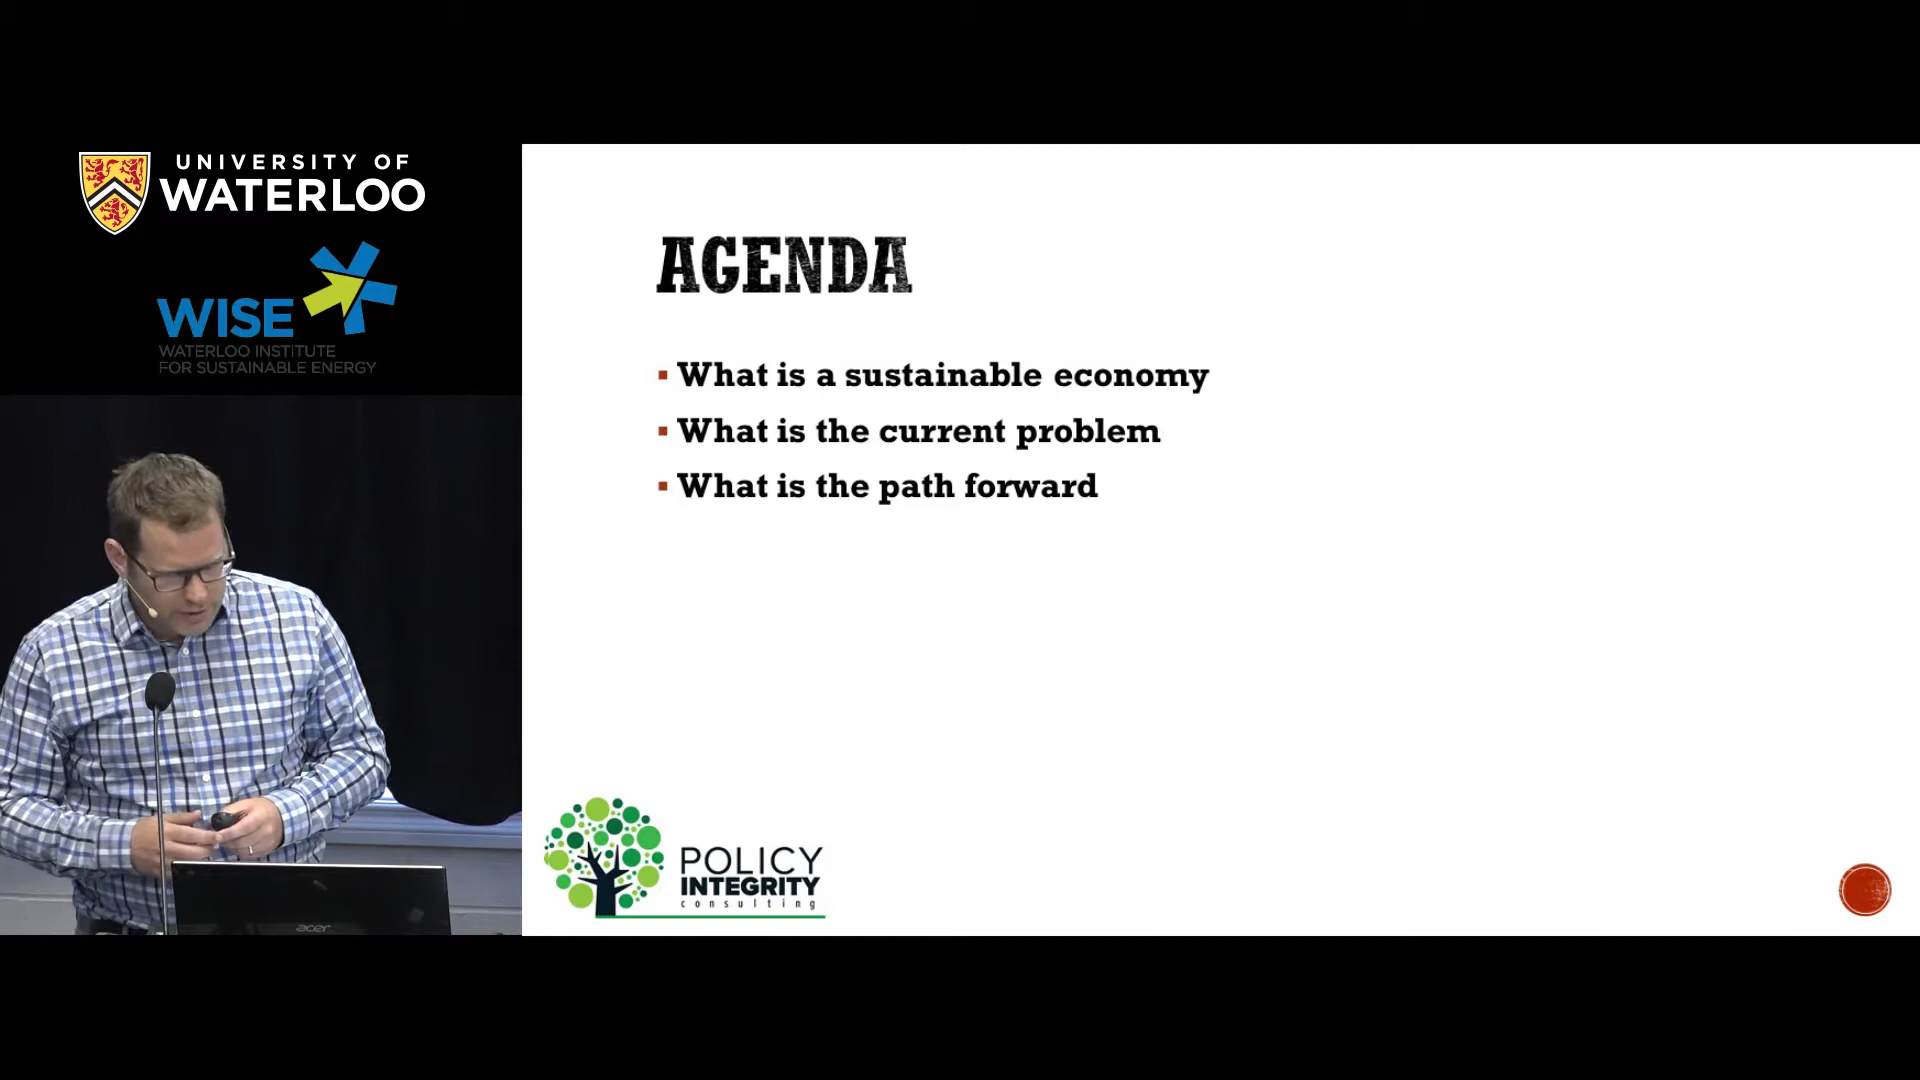 UNIVERSITY OF
WATERLOO
WISE
WATERLOO INSTITUTE
FOR SUSTAINABLE ENERGY
AGENDA
What is a sustainable economy
What is the current problem
What is the path forward
POLICY
INTEGRITY
consulting
acer